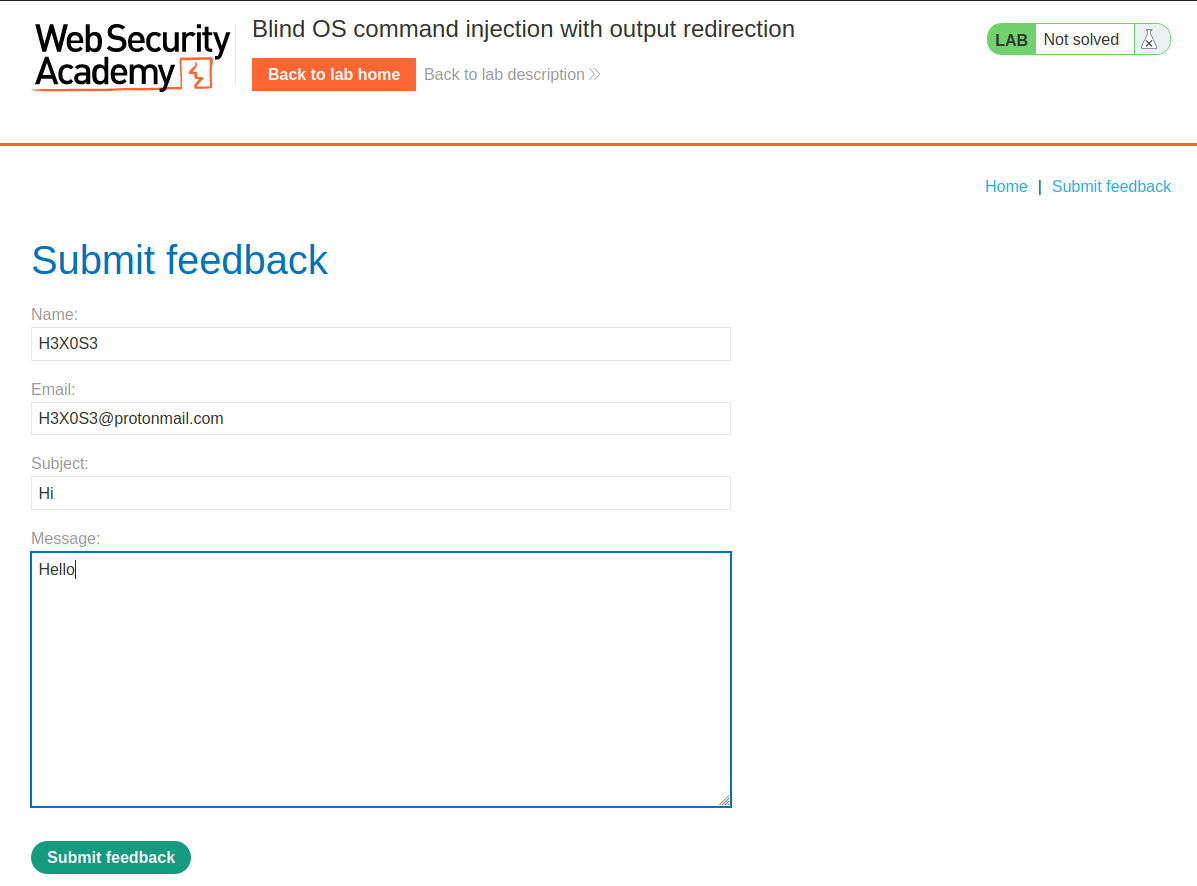 Web Security
Academy
Blind OS command injection with output redirection
Back to lab home
Back to lab description
LAB
Not solved
Home | Submit feedback
Submit feedback
Name:
H3X0S3
Email:
H3X0S3@protonmail.com
Subject:
Hi
Message:
Hello
Submit feedback